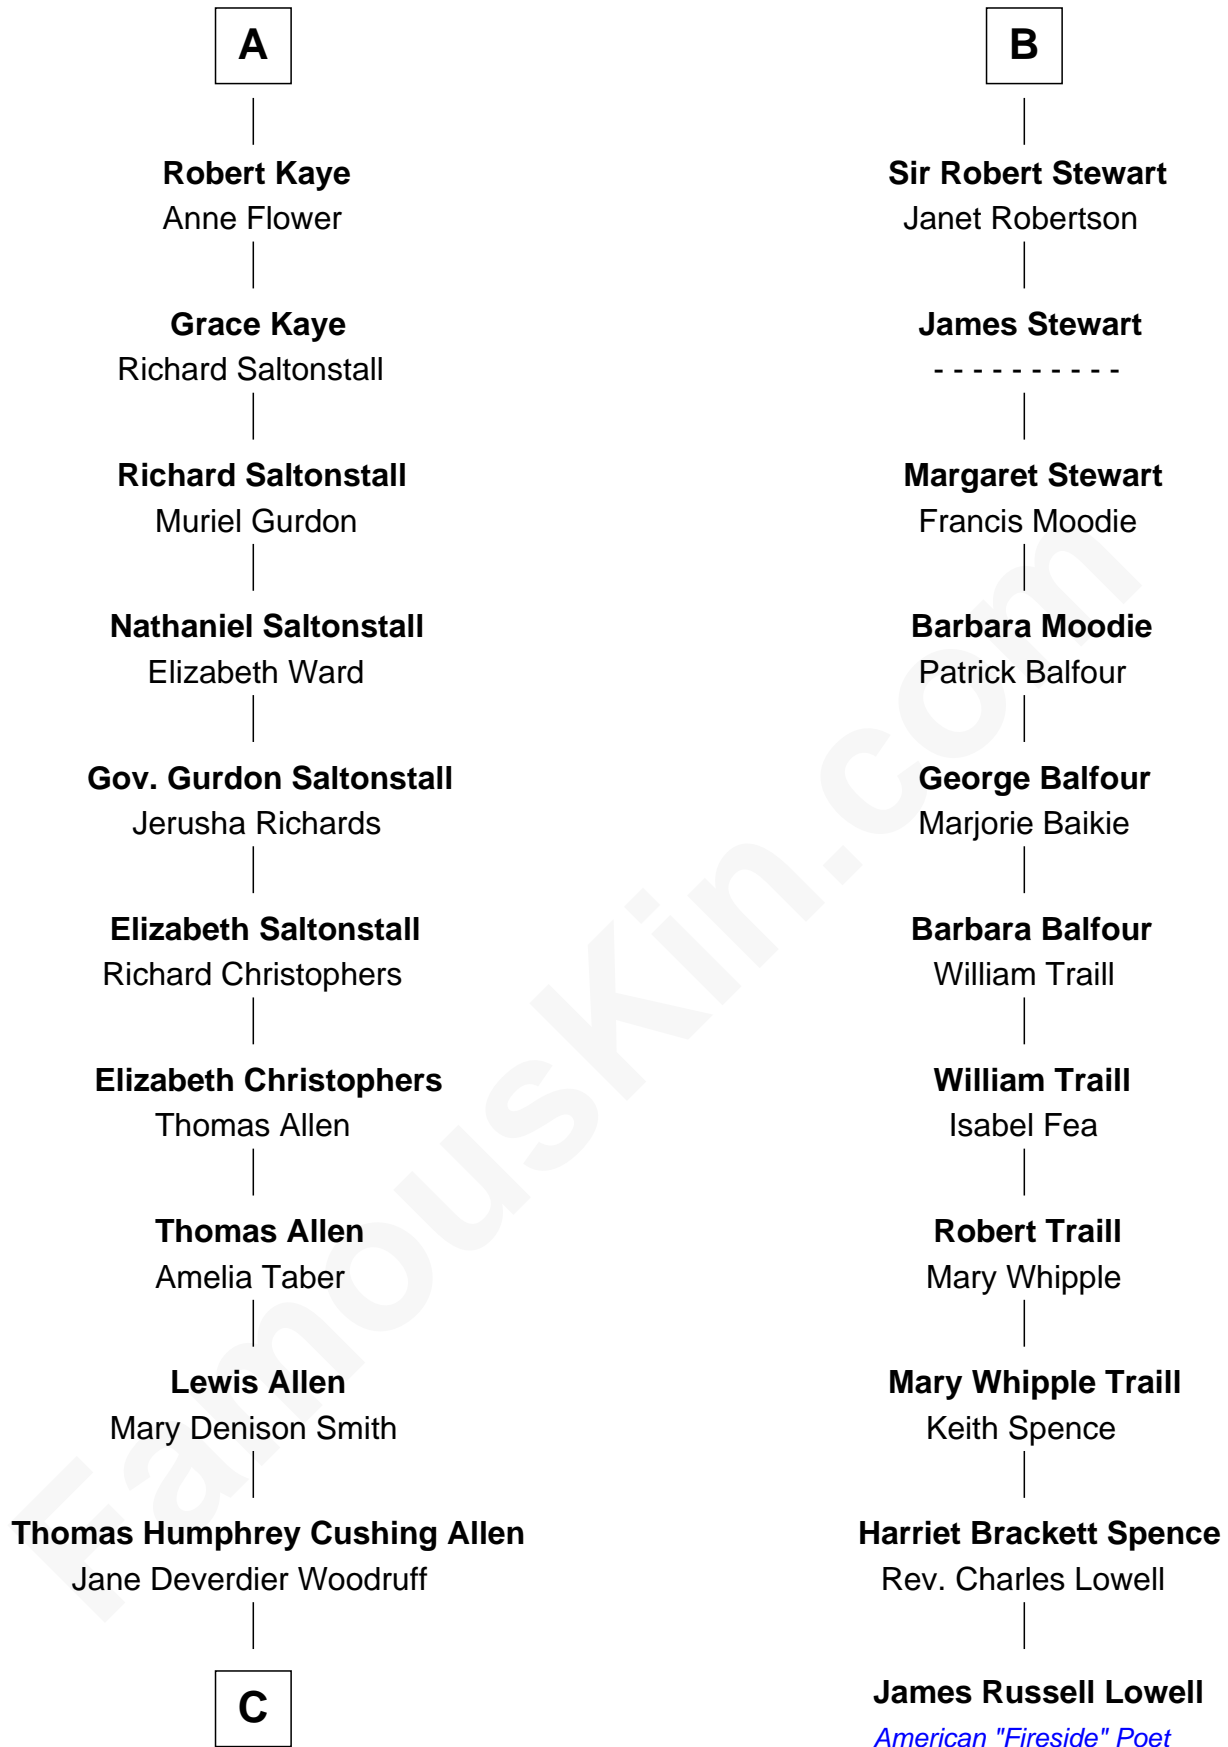 A
Robert Kaye
Anne Flower
Grace Kaye
Richard Saltonstall
Richard Saltonstall
Muriel Gurdon
Nathaniel Saltonstall
Elizabeth Ward
Gov. Gurdon Saltonstall
Jerusha Richards
Elizabeth Saltonstall
Richard Christophers
Elizabeth Christophers
Thomas Allen
Thomas Allen
Amelia Taber
Lewis Allen
Mary Denison Smith
Thomas Humphrey Cushing Allen
Jane Deverdier Woodruff
C
B
Sir Robert Stewart
Janet Robertson
James Stewart
- - - - - - - - - -
Margaret Stewart
Francis Moodie
Barbara Moodie
Patrick Balfour
George Balfour
Marjorie Baikie
Barbara Balfour
William Traill
William Traill
Isabel Fea
Robert Traill
Mary Whipple
Mary Whipple Traill
Keith Spence
Harriet Brackett Spence
Rev. Charles Lowell
James Russell Lowell
American "Fireside" Poet
FamousKin.com